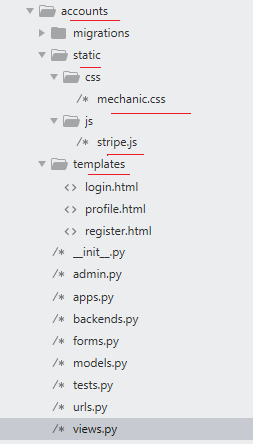 accounts
migrations
static
css
/* mechanic.css
js
/* stripe.js
templates
<> login.html
<> profile.html
<> register.html
/* __init__.py
/* admin.py
/* apps.py
/* backends.py
/* forms.py
/* models.py
/* tests.py
/* urls.py
/* views.py